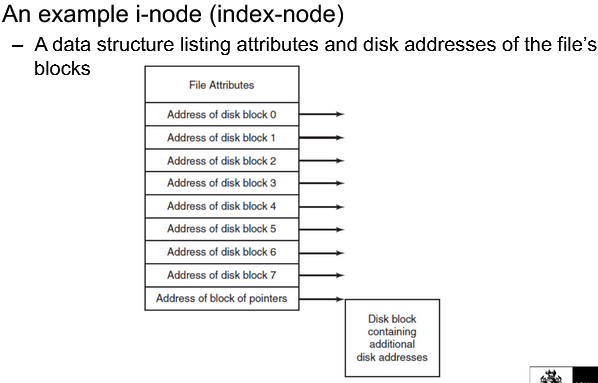 An example i-node (index-node)
– A data structure listing attributes and disk addresses of the file's
blocks
File Attributes
Address of disk block 0
Address of disk block 1
Address of disk block 2
Address of disk block 3
Address of disk block 4
Address of disk block 5
Address of disk block 6
Address of disk block 7
Address of block of pointers
Disk block
containing
additional
disk addresses